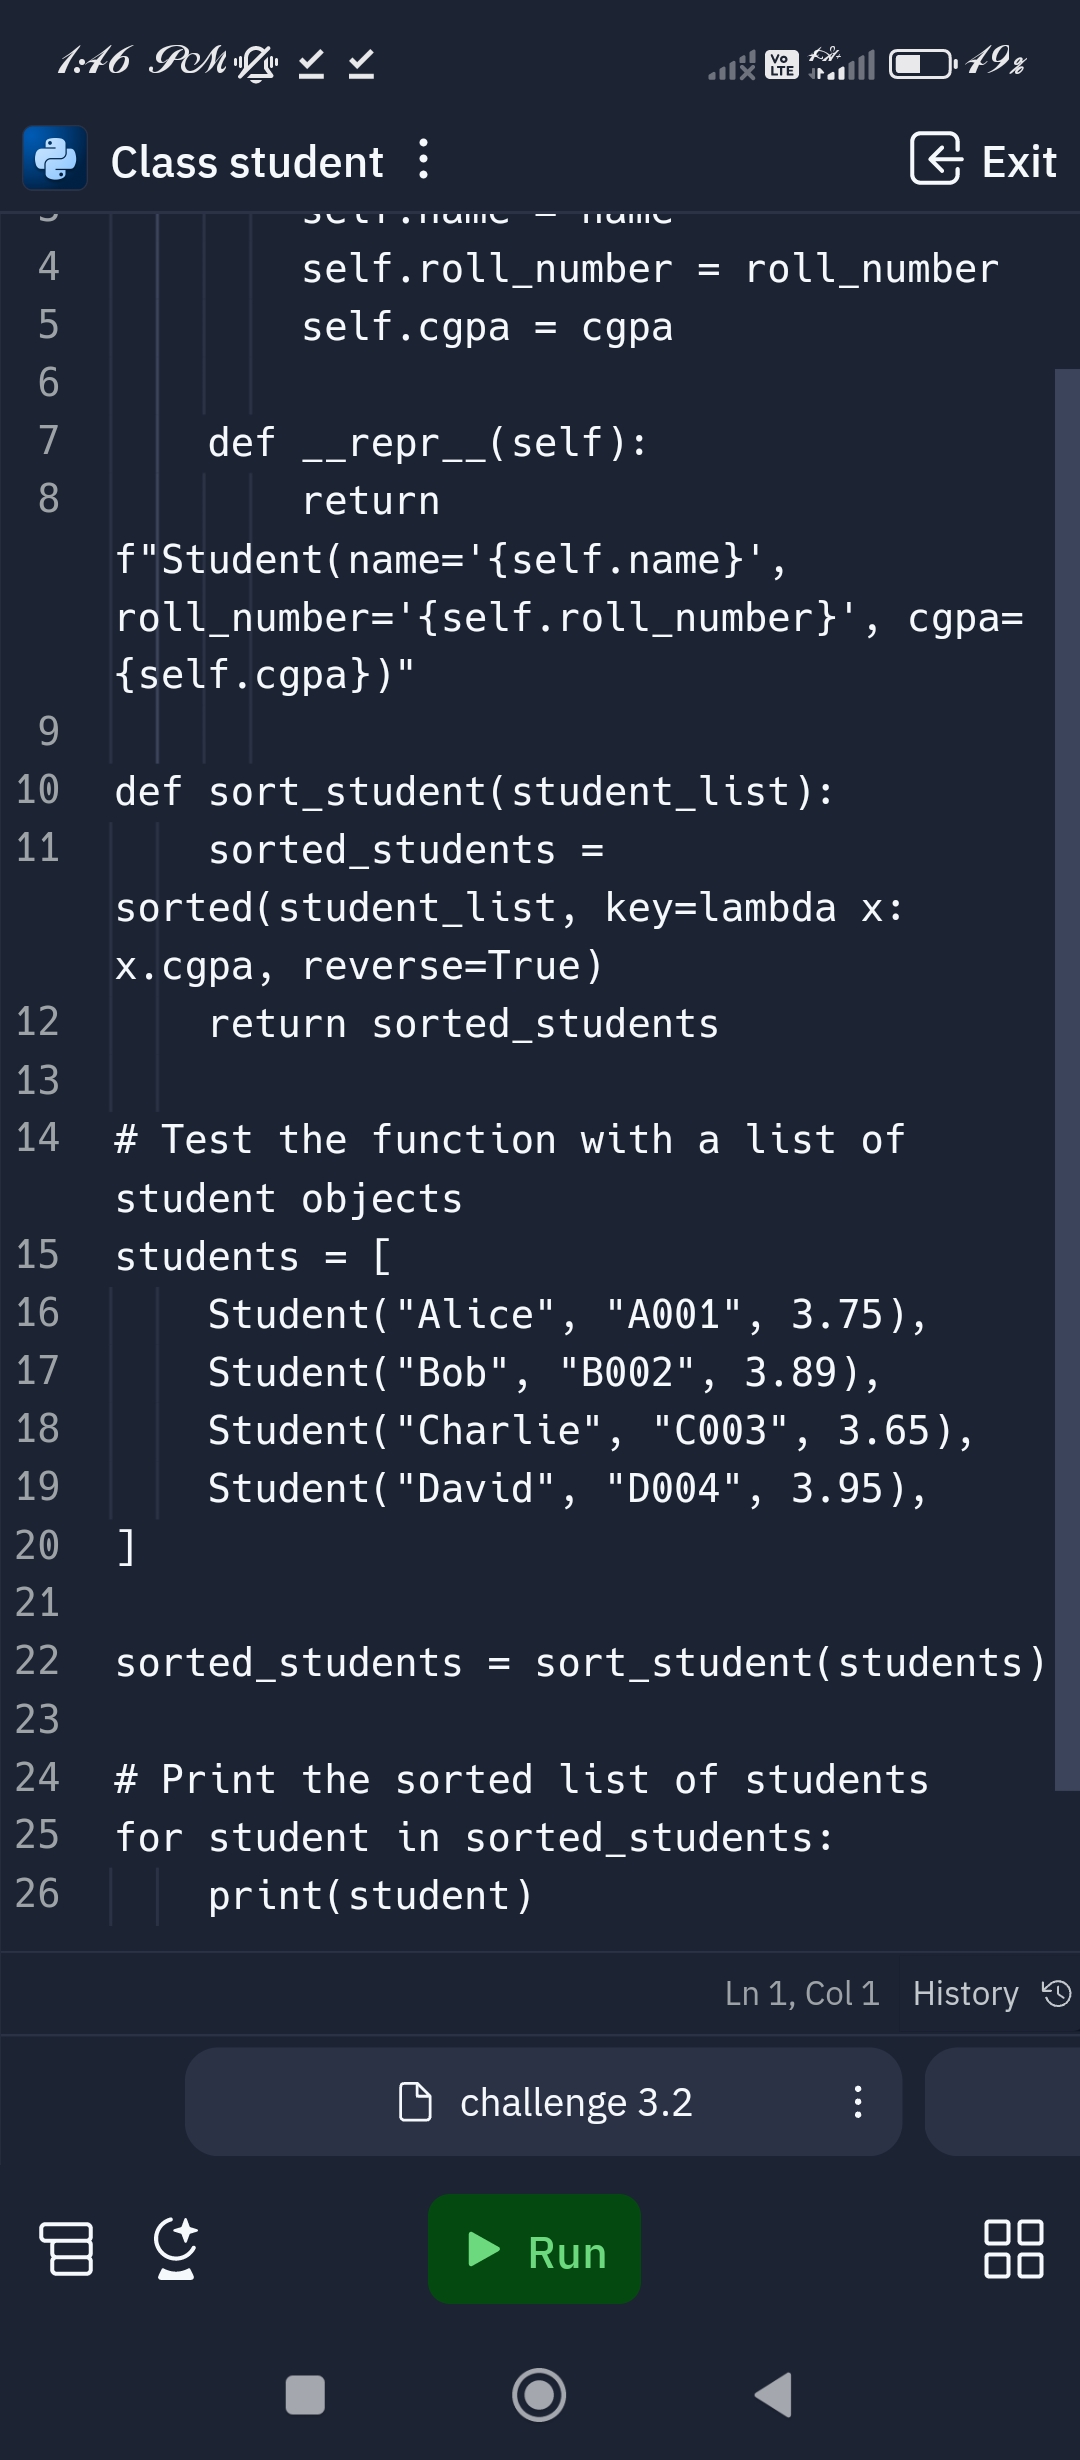 1:46 PM
Vo
LTE
49%
Class student
Exit
3 self.name = name
4 self.roll_number = roll_number
5 self.cgpa = cgpa
6
7 def __repr__(self):
8 return
f"Student(name='{self.name}',
roll_number='{self.roll_number}', cgpa=
{self.cgpa})"
9
10 def sort_student(student_list):
11 sorted_students =
sorted(student_list, key=lambda x:
x.cgpa, reverse=True)
12 return sorted_students
13
14 # Test the function with a list of
student objects
15 students = [
16 Student("Alice", "A001", 3.75),
17 Student("Bob", "B002", 3.89),
18 Student("Charlie", "C003", 3.65),
19 Student("David", "D004", 3.95),
20 ]
21
22 sorted_students = sort_student(students)
23
24 # Print the sorted list of students
25 for student in sorted_students:
26 print(student)
Ln 1, Col 1 History
challenge 3.2
Run